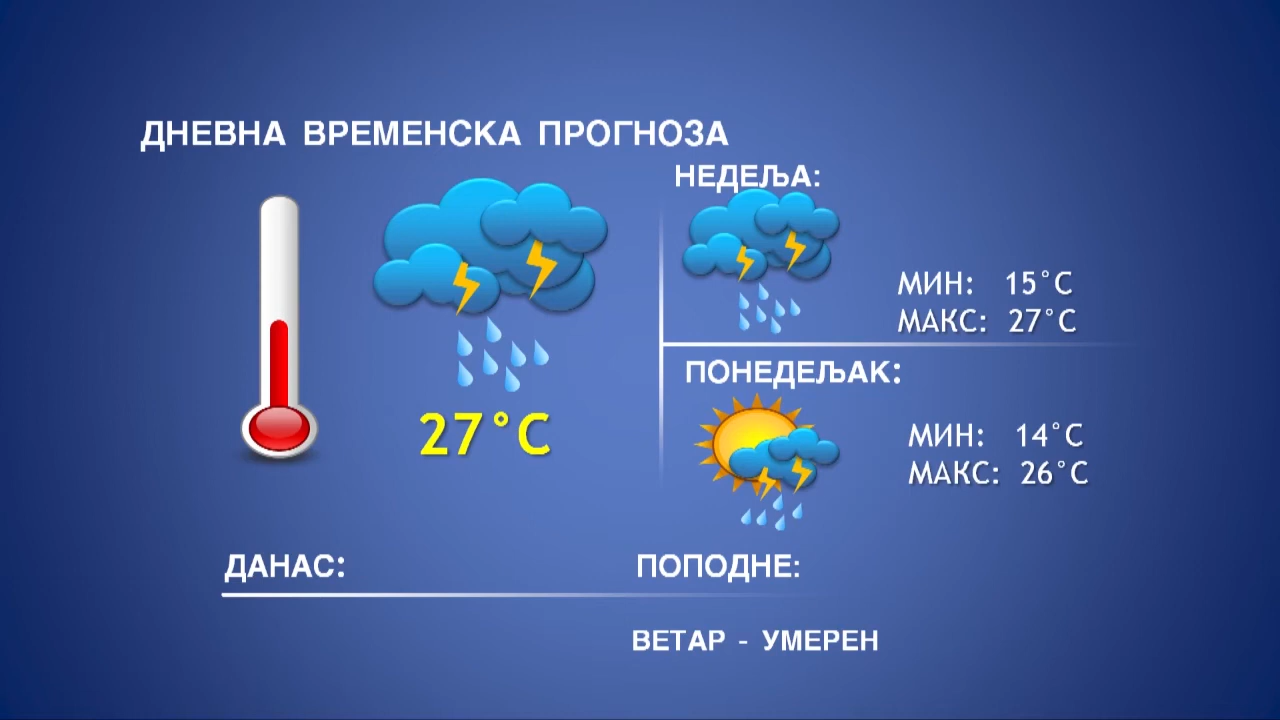 ДНЕВНА ВРЕМЕНСКА ПРОГНОЗА
27°C
НЕДЕЉА:
МИН: 15°C
МАКС: 27°C
ПОНЕДЕЉАК:
МИН: 14°C
МАКС: 26°C
ДАНАС:
ПОПОДНЕ:
ВЕТАР - УМЕРЕН